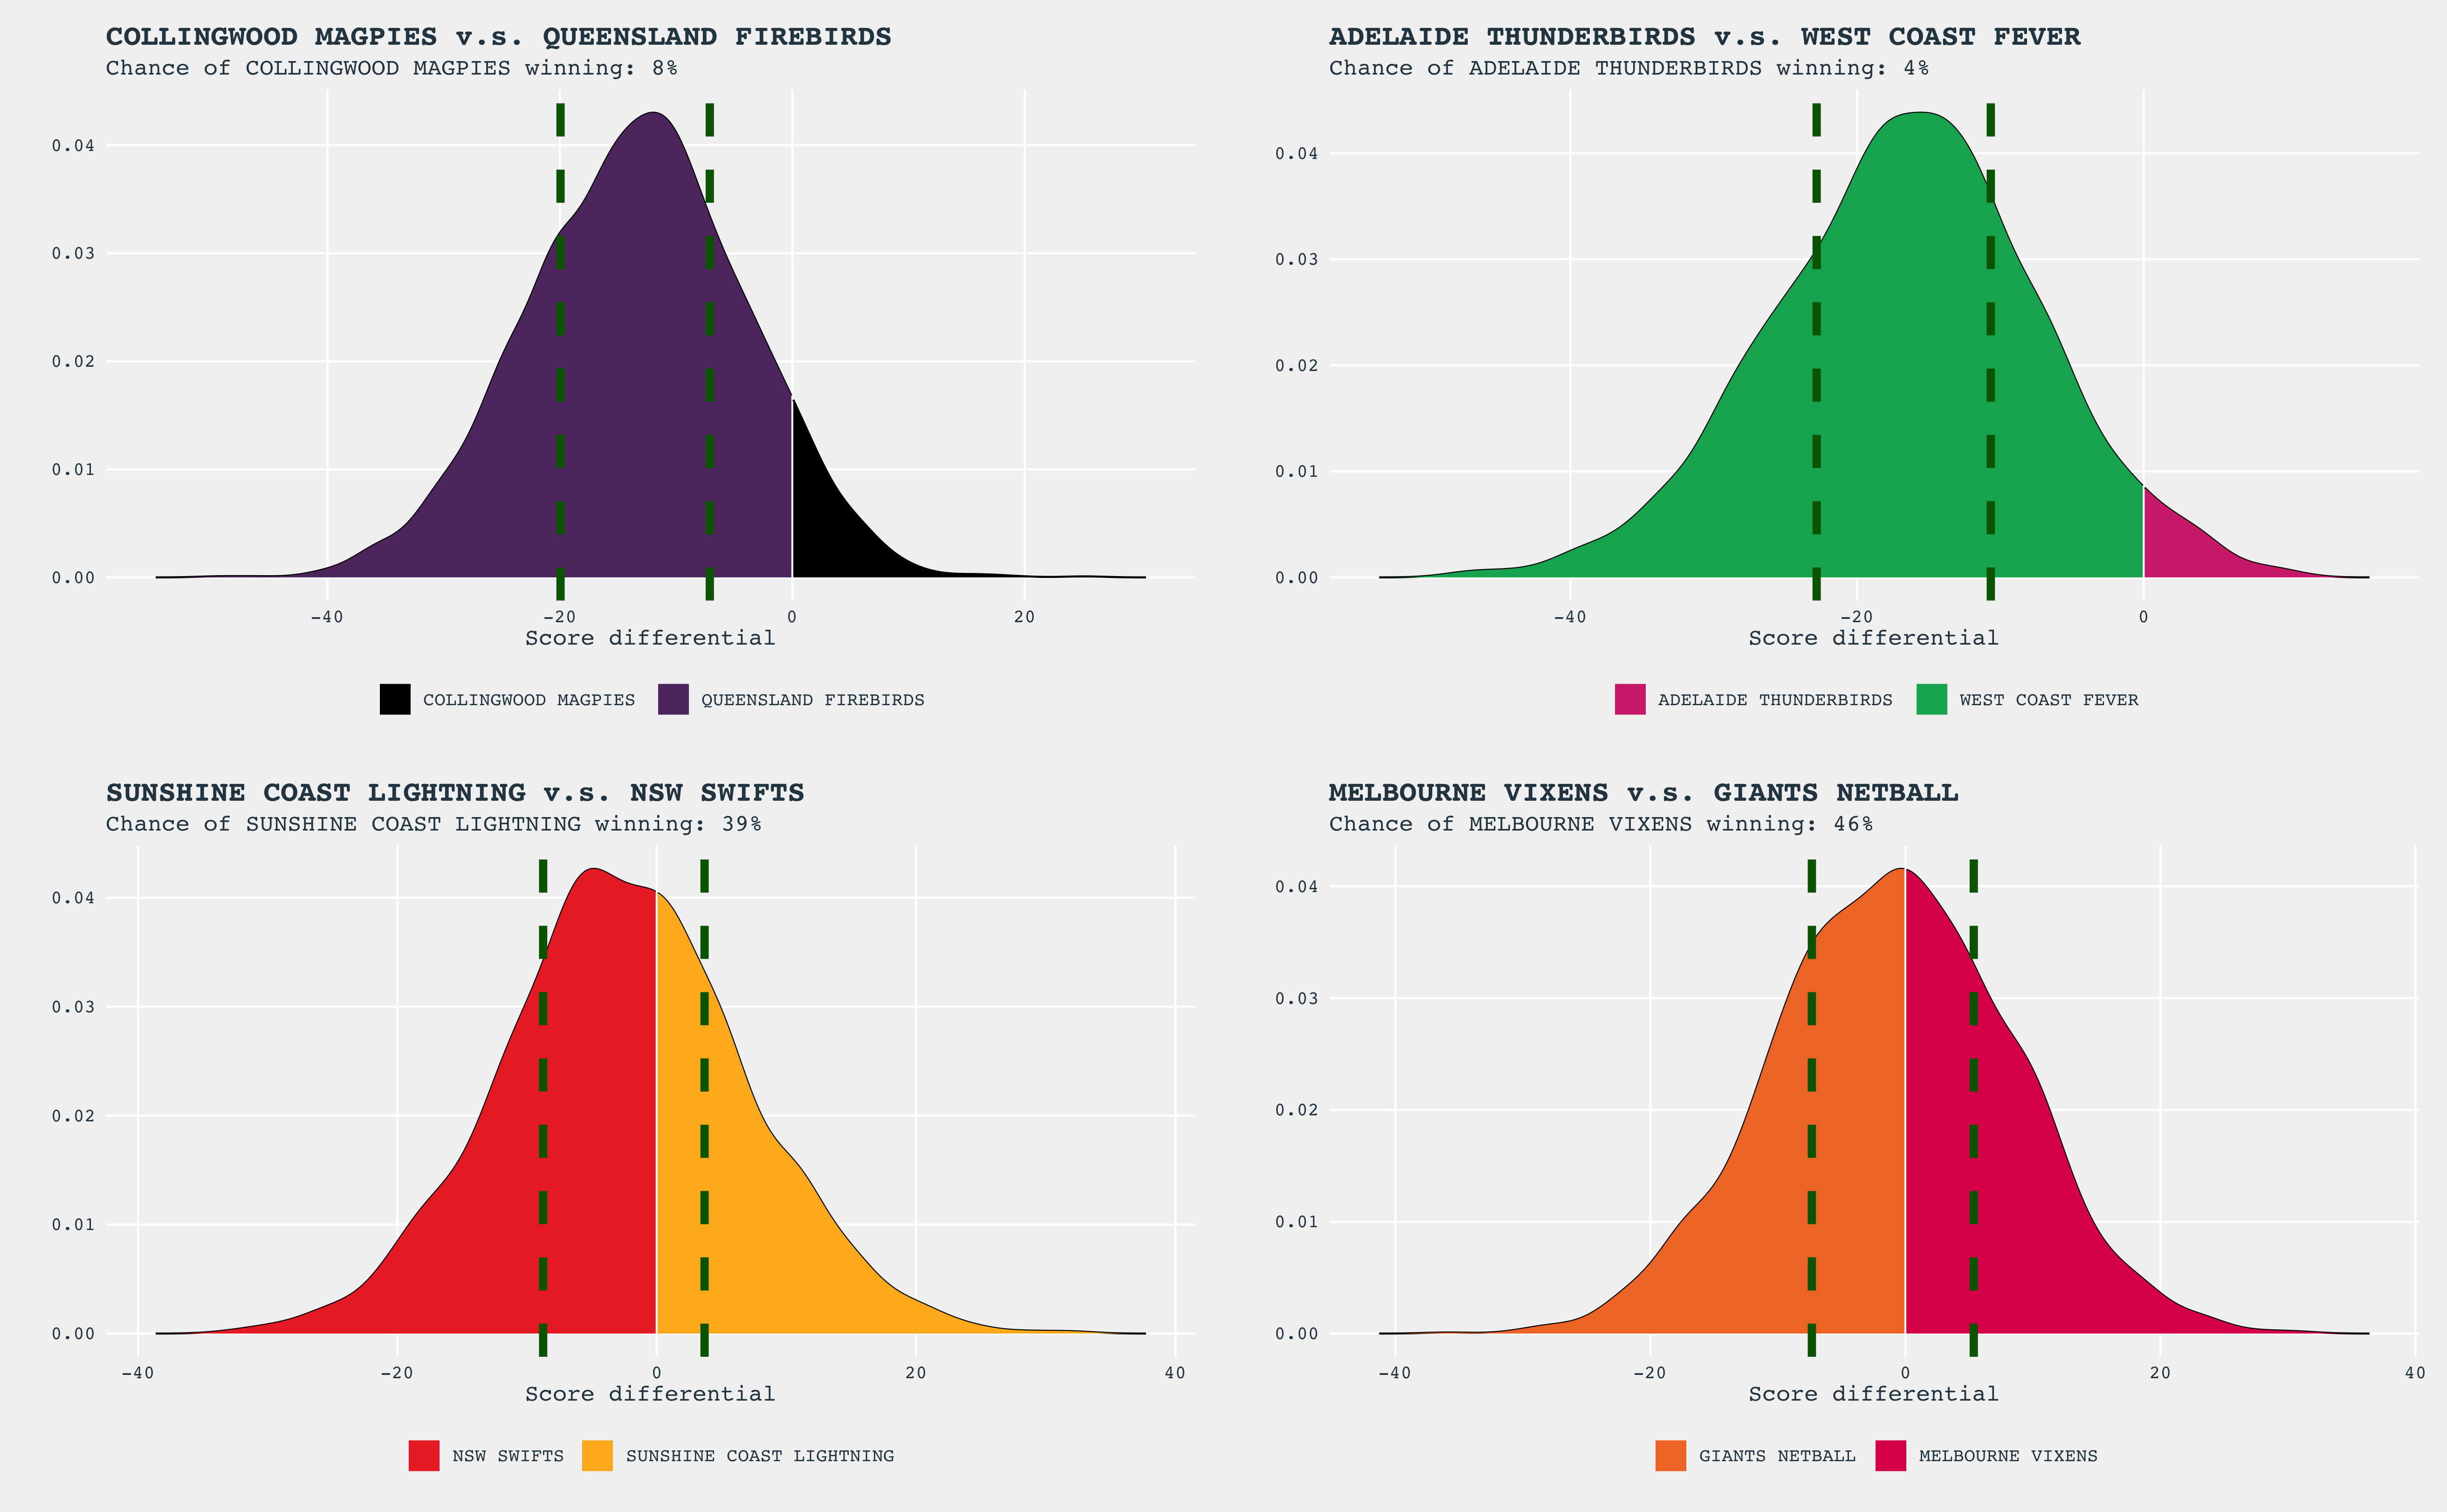 COLLINGWOOD MAGPIES v.s. QUEENSLAND FIREBIRDS
Chance of COLLINGWOOD MAGPIES winning: 8%
0.04
0.03
0.02
0.01
0.00
-40 -20 0 20
Score differential
COLLINGWOOD MAGPIES QUEENSLAND FIREBIRDS
ADELAIDE THUNDERBIRDS v.s. WEST COAST FEVER
Chance of ADELAIDE THUNDERBIRDS winning: 4%
0.04
0.03
0.02
0.01
0.00
-40 -20 0
Score differential
ADELAIDE THUNDERBIRDS WEST COAST FEVER
SUNSHINE COAST LIGHTNING v.s. NSW SWIFTS
Chance of SUNSHINE COAST LIGHTNING winning: 39%
0.04
0.03
0.02
0.01
0.00
-40 -20 0 20 40
Score differential
NSW SWIFTS SUNSHINE COAST LIGHTNING
MELBOURNE VIXENS v.s. GIANTS NETBALL
Chance of MELBOURNE VIXENS winning: 46%
0.04
0.03
0.02
0.01
0.00
-40 -20 0 20 40
Score differential
GIANTS NETBALL MELBOURNE VIXENS